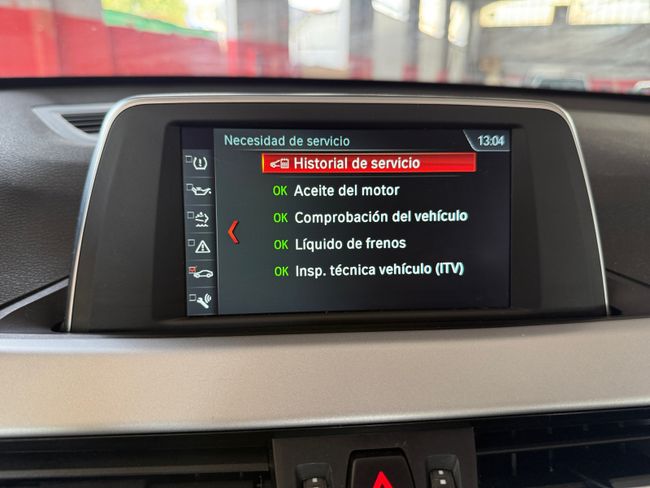 Necesidad de servicio
13:04
Historial de servicio
OK Aceite del motor
OK Comprobación del vehículo
OK Líquido de frenos
OK Insp. técnica vehículo (ITV)